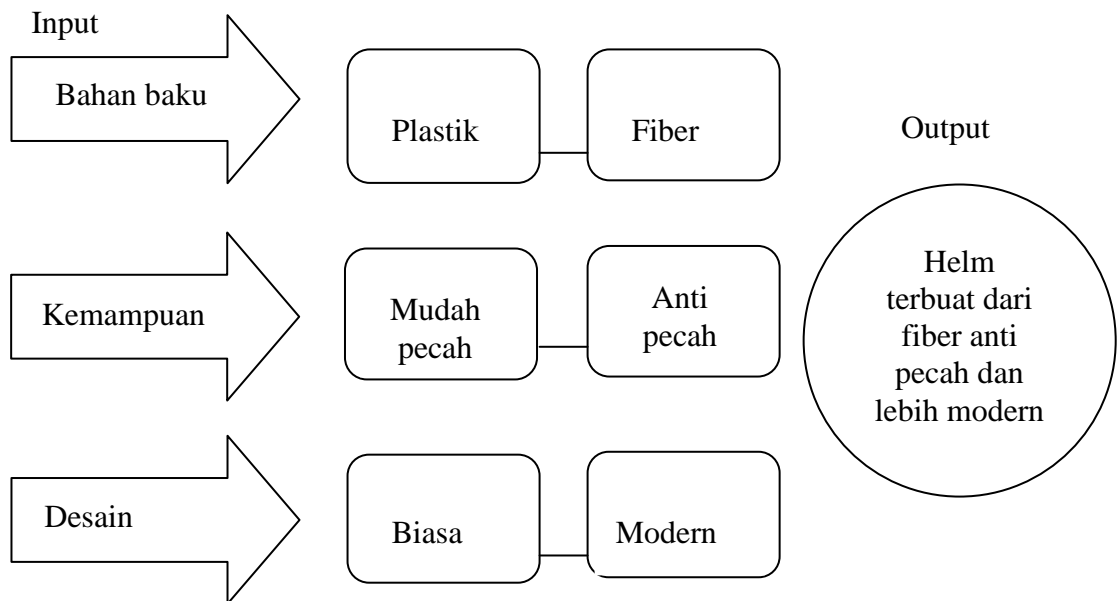 Input
Bahan baku
Plastik
Fiber
Output
Kemampuan
Mudah
pecah
Anti
pecah
Helm
terbuat dari
fiber anti
pecah dan
lebih modern
Desain
Biasa
Modern